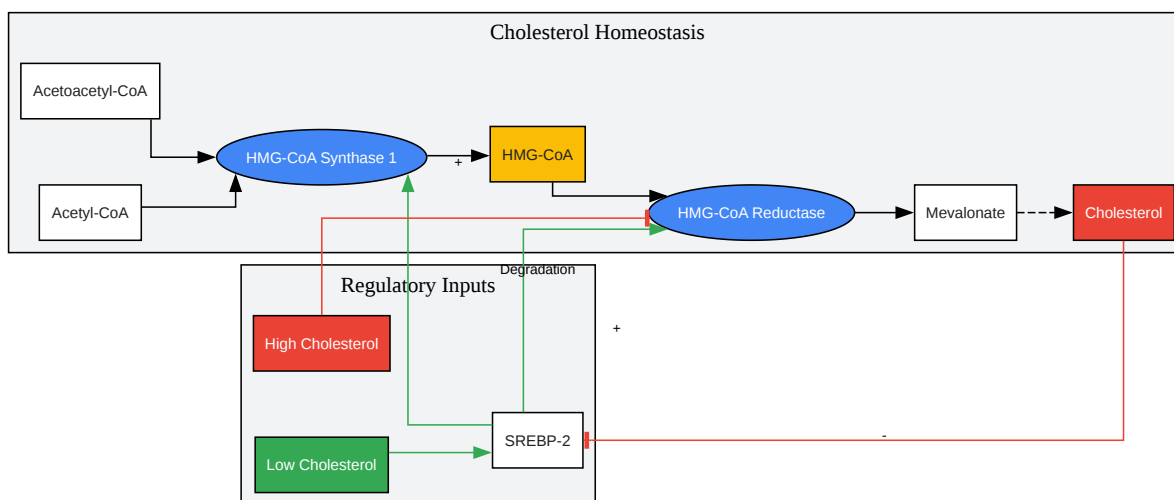 Cholesterol Homeostasis
Acetoacetyl-CoA
HMG-CoA Synthase 1
+
HMG-CoA
Acetyl-CoA
HMG-CoA Reductase
Mevalonate
Cholesterol
Degradation
Regulatory Inputs
+
High Cholesterol
SREBP-2
-
Low Cholesterol